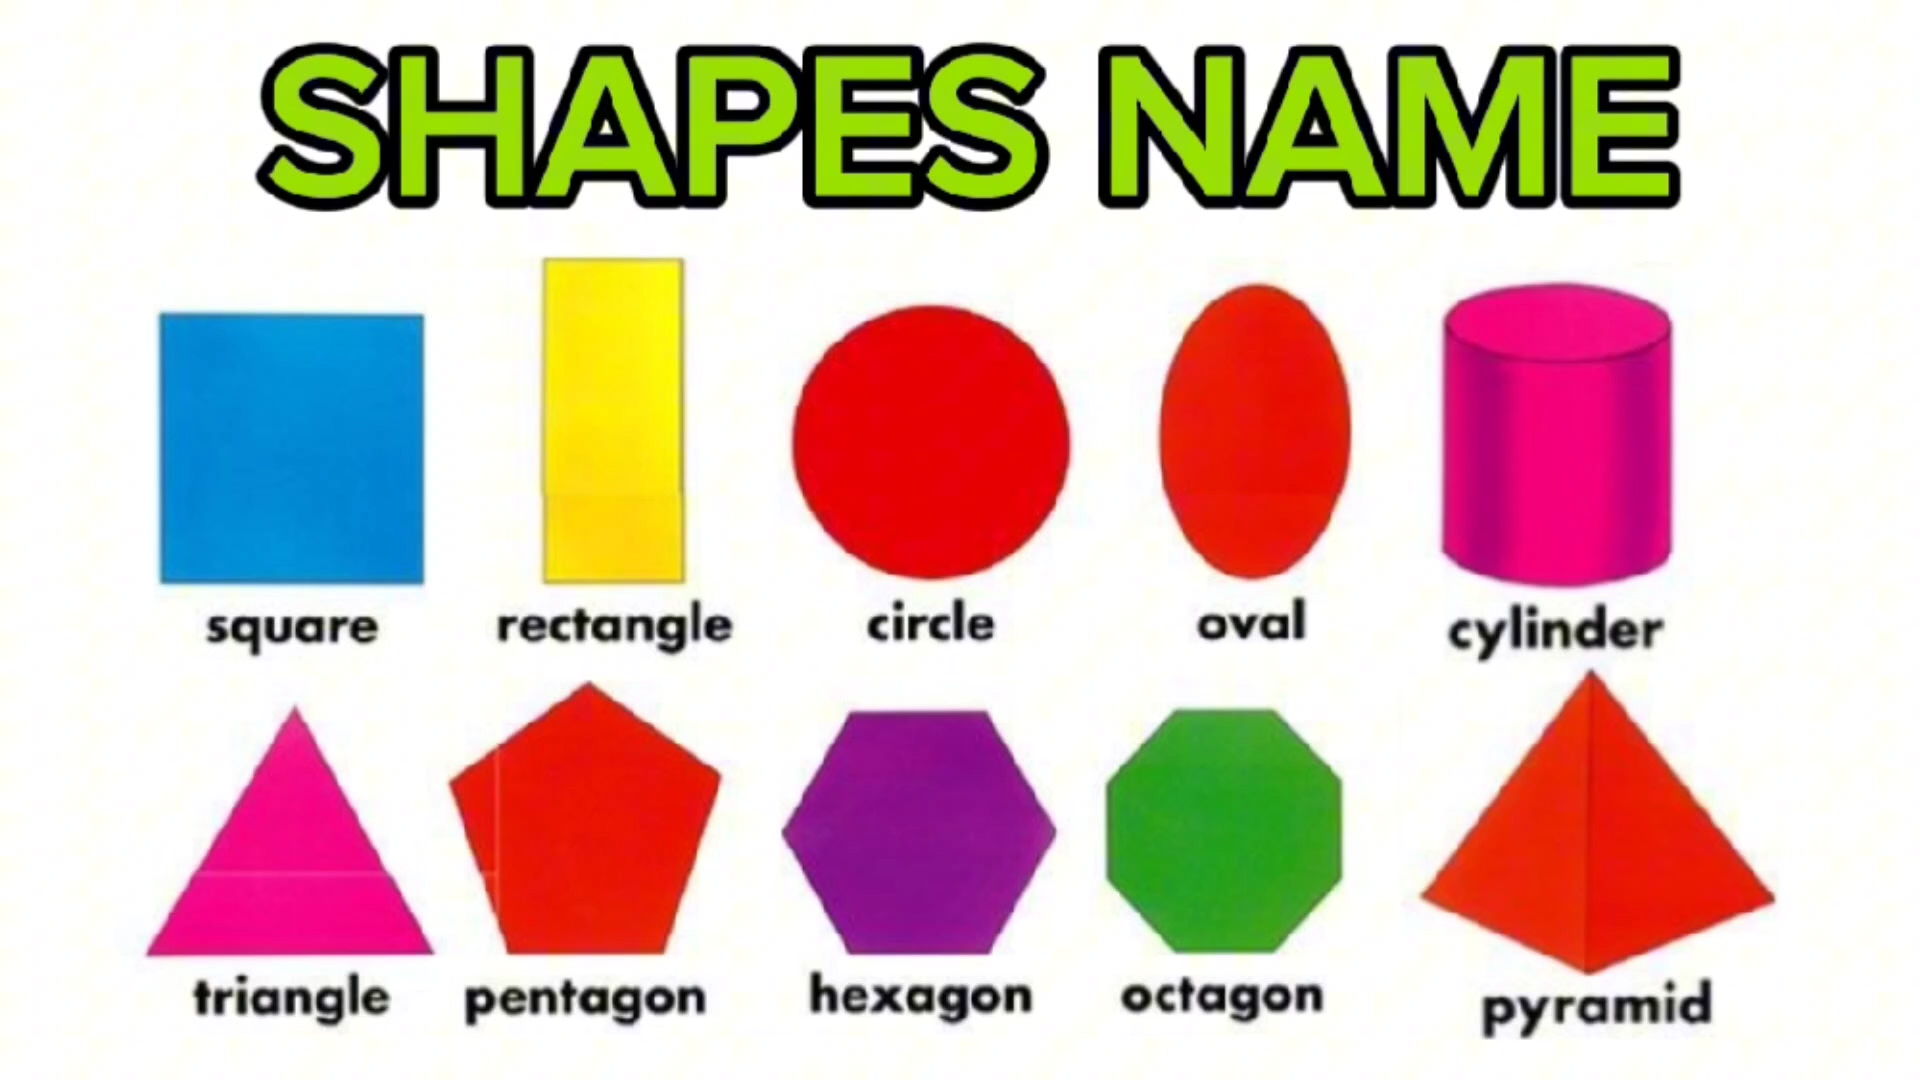 SHAPES NAME
square rectangle circle oval cylinder
triangle pentagon hexagon octagon pyramid